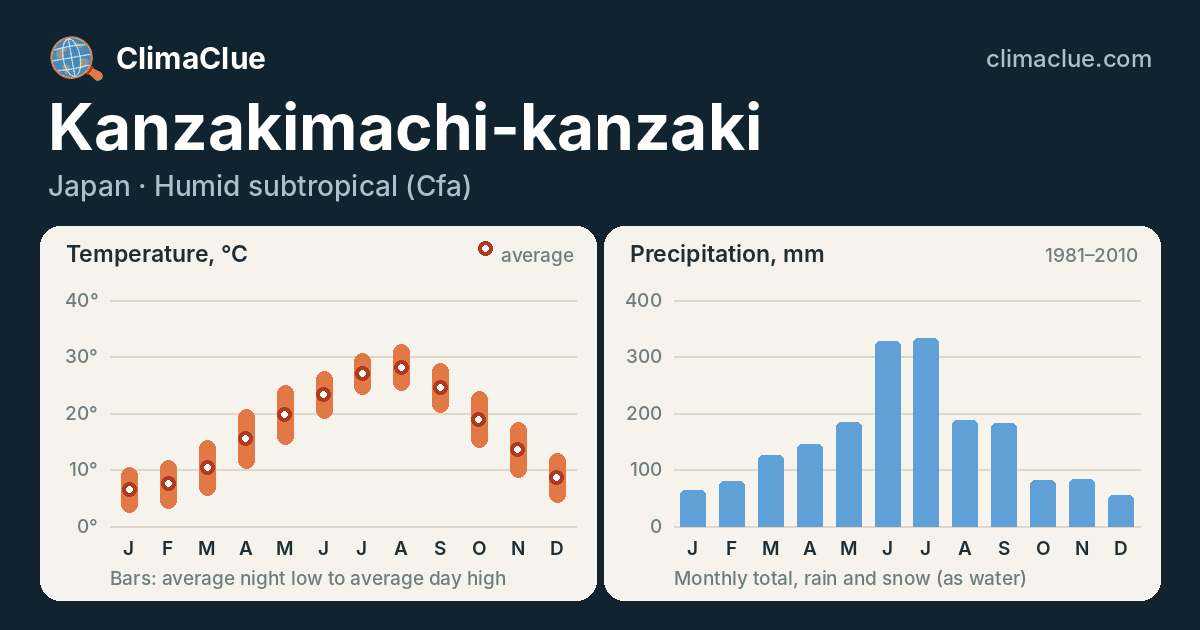 ClimaClue
climaclue.com
Kanzakimachi-kanzaki
Japan · Humid subtropical (Cfa)
Temperature, °C
average
40°
30°
20°
10°
0°
J F M A M J J A S O N D
Bars: average night low to average day high
Precipitation, mm
1981–2010
400
300
200
100
0
J F M A M J J A S O N D
Monthly total, rain and snow (as water)